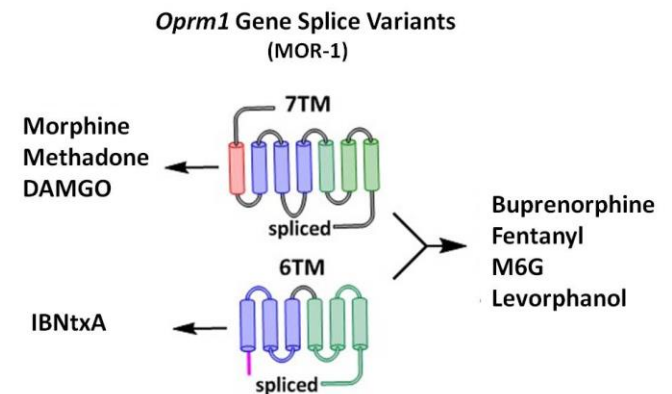 Oprm1 Gene Splice Variants
(MOR-1)
7TM
Morphine
Methadone
DAMGO
spliced
Buprenorphine
Fentanyl
M6G
Levorphanol
6TM
IBNtxA
spliced